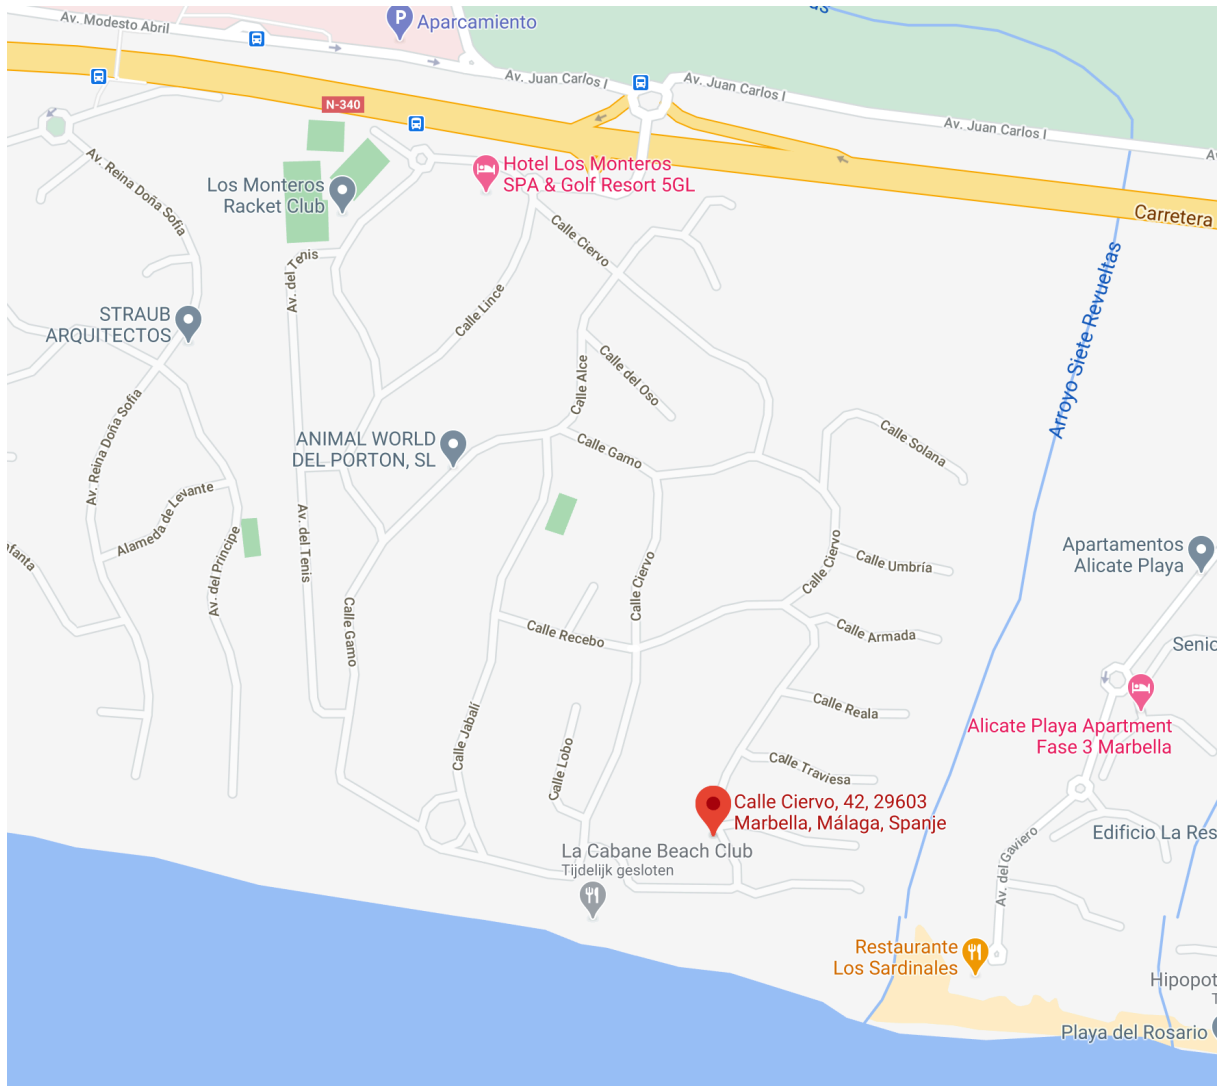 Av. Modesto Abril
P
Aparcamiento
Av. Juan Carlos I
Av. Juan Carlos I
Av. Juan Carlos I
N-340
Hotel Los Monteros
SPA & Golf Resort 5GL
Los Monteros
Racket Club
Av. Reina Doña Sofía
Carretera
Calle Ciervo
Av. del Tenis
Calle Lince
Arroyo Siete Revueltas
STRAUB
ARQUITECTOS
Calle Alce
Calle del Oso
Av. Reina Doña Sofía
Calle Solana
ANIMAL WORLD
DEL PORTON, SL
Calle Gamo
Alameda de Levante
Av. del Tenis
Av. del Príncipe
Calle Ciervo
Calle Ciervo
Calle Umbría
Apartamentos
Alicate Playa
Calle Gamo
Calle Recebo
Calle Armada
Senio
Calle Jabalí
Calle Lobo
Calle Reala
Alicate Playa Apartment
Fase 3 Marbella
Calle Traviesa
Calle Ciervo, 42, 29603
Marbella, Málaga, Spanje
Edificio La Res
La Cabane Beach Club
Tijdelijk gesloten
Av. del Gaviero
Restaurante
Los Sardinales
Hipopot
Playa del Rosario